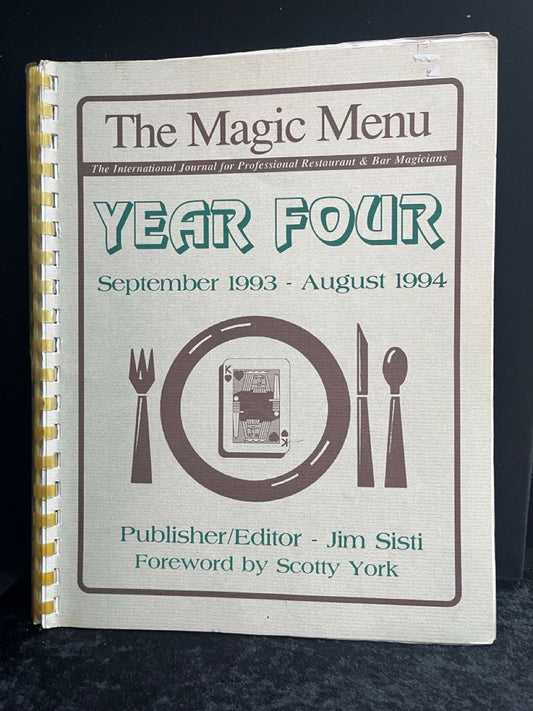 The Magic Menu
The International Journal for Professional Restaurant & Bar Magicians
YEAR FOUR
September 1993 - August 1994
K
K
Publisher/Editor - Jim Sisti
Foreword by Scotty York